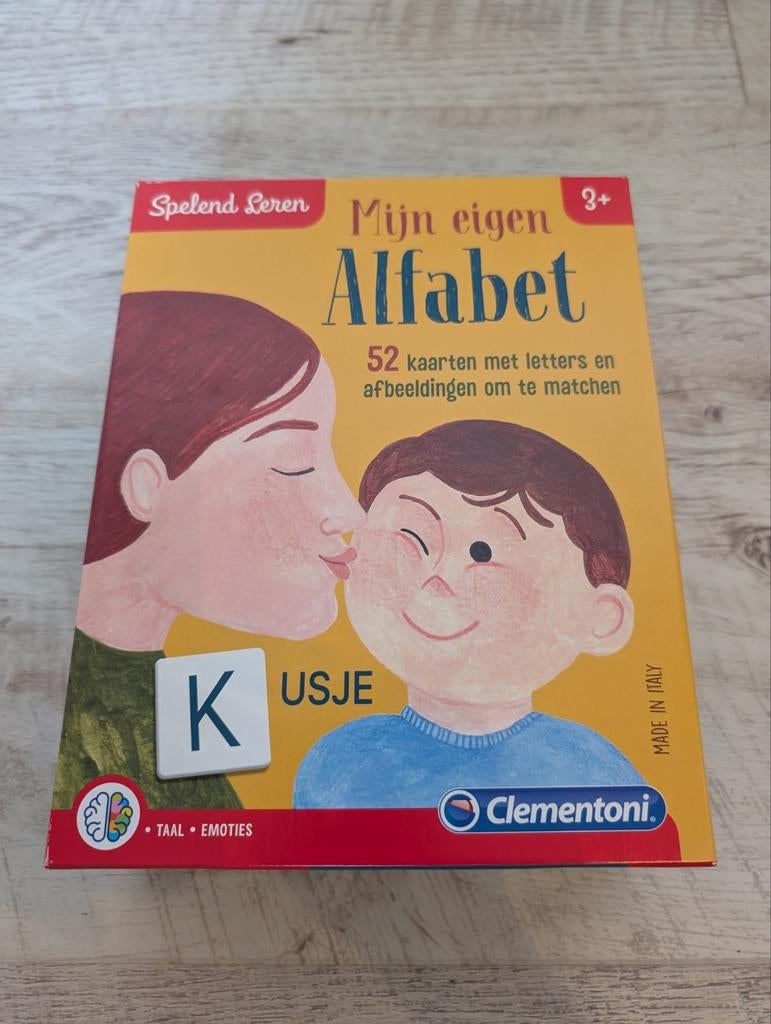 Spelend Leren
3+
Mijn eigen
Alfabet
52 kaarten met letters en
afbeeldingen om te matchen
K USJE
MADE IN ITALY
• TAAL • EMOTIES
Clementoni®